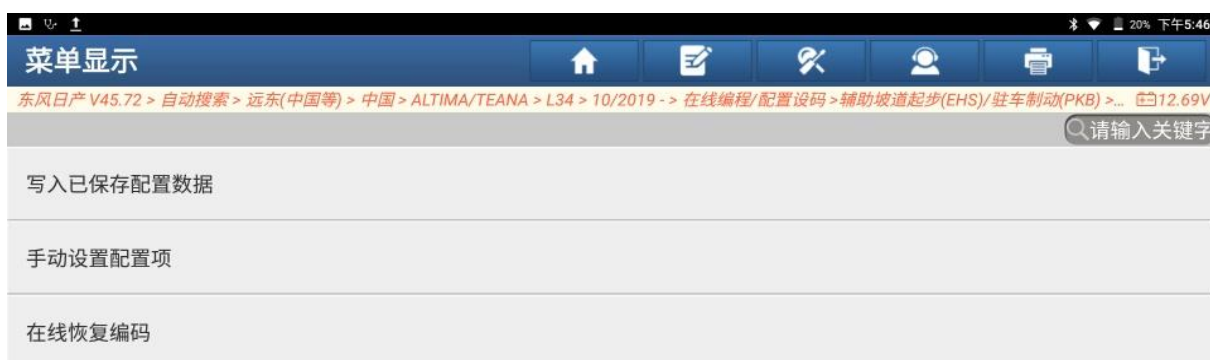 20% 下午5:46
菜单显示
东风日产 V45.72 > 自动搜索 > 远东(中国等) > 中国 > ALTIMA/TEANA > L34 > 10/2019 - > 在线编程/配置设码 >辅助坡道起步(EHS)/驻车制动(PKB) >... 12.69V
请输入关键字
写入已保存配置数据
手动设置配置项
在线恢复编码